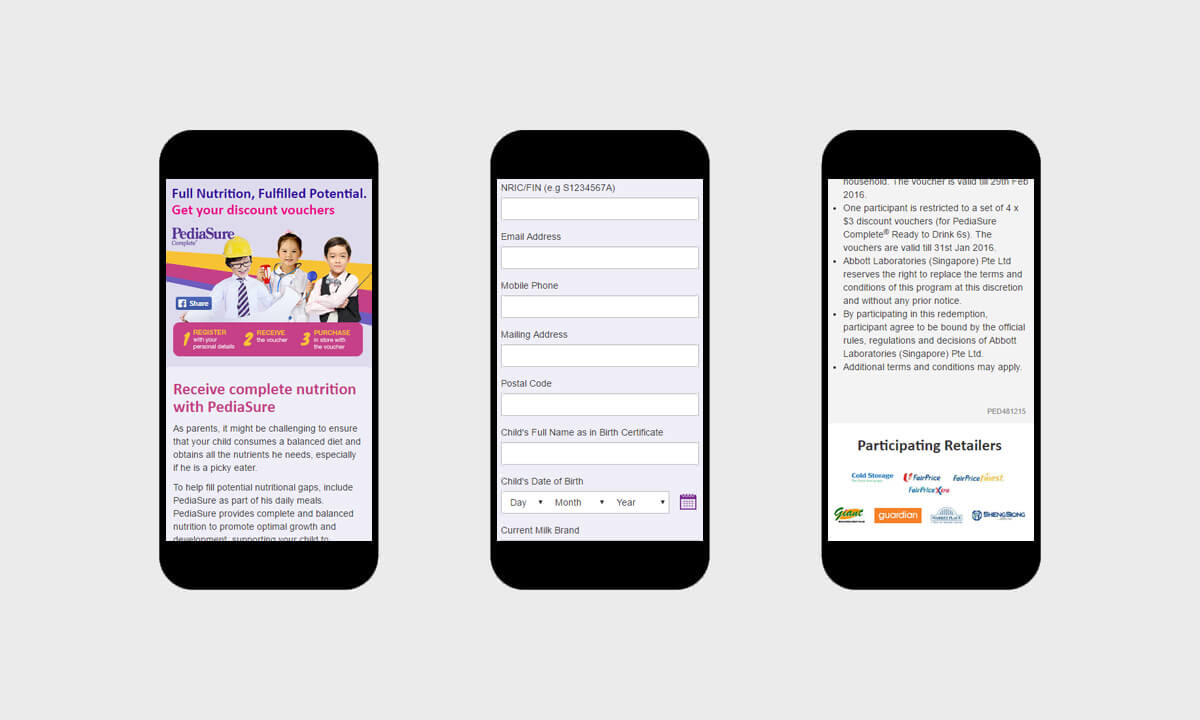 Full Nutrition, Fulfilled Potential.
Get your discount vouchers
PediaSure
Complete
Share
1 REGISTER
with your
personal details
2 RECEIVE
the voucher
3 PURCHASE
in store with
the voucher
Receive complete nutrition
with PediaSure
As parents, it might be challenging to ensure
that your child consumes a balanced diet and
obtains all the nutrients he needs, especially
if he is a picky eater.
To help fill potential nutritional gaps, include
PediaSure as part of his daily meals.
PediaSure provides complete and balanced
nutrition to promote optimal growth and
development, supporting your child to
NRIC/FIN (e.g S1234567A)
Email Address
Mobile Phone
Mailing Address
Postal Code
Child's Full Name as in Birth Certificate
Child's Date of Birth
Day Month Year
Current Milk Brand
household. The voucher is valid till 29th Feb
2016.
• One participant is restricted to a set of 4 x
$3 discount vouchers (for PediaSure
Complete® Ready to Drink 6s). The
vouchers are valid till 31st Jan 2016.
• Abbott Laboratories (Singapore) Pte Ltd
reserves the right to replace the terms and
conditions of this program at this discretion
and without any prior notice.
• By participating in this redemption,
participant agree to be bound by the official
rules, regulations and decisions of Abbott
Laboratories (Singapore) Pte Ltd.
• Additional terms and conditions may apply.
PED481215
Participating Retailers
Cold Storage
FairPrice
FairPrice finest
FairPrice Xtra
Giant
guardian
MARKET PLACE
SHENG SIONG